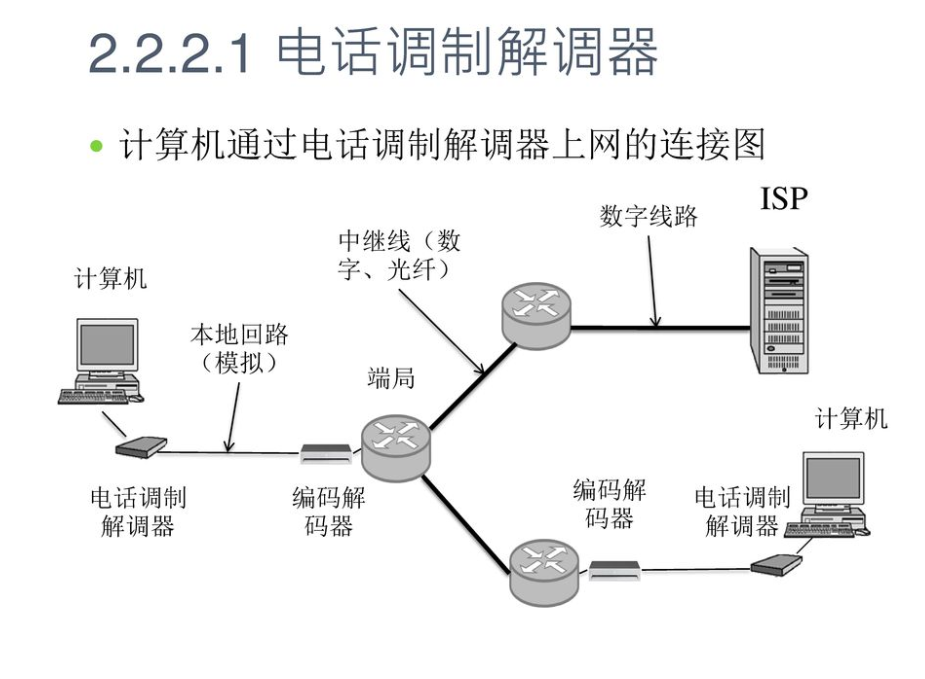 2.2.2.1 电话调制解调器
计算机通过电话调制解调器上网的连接图
ISP
数字线路
中继线（数
字、光纤）
计算机
本地回路
（模拟）
端局
计算机
电话调制
解调器
编码解
码器
编码解
码器
电话调制
解调器